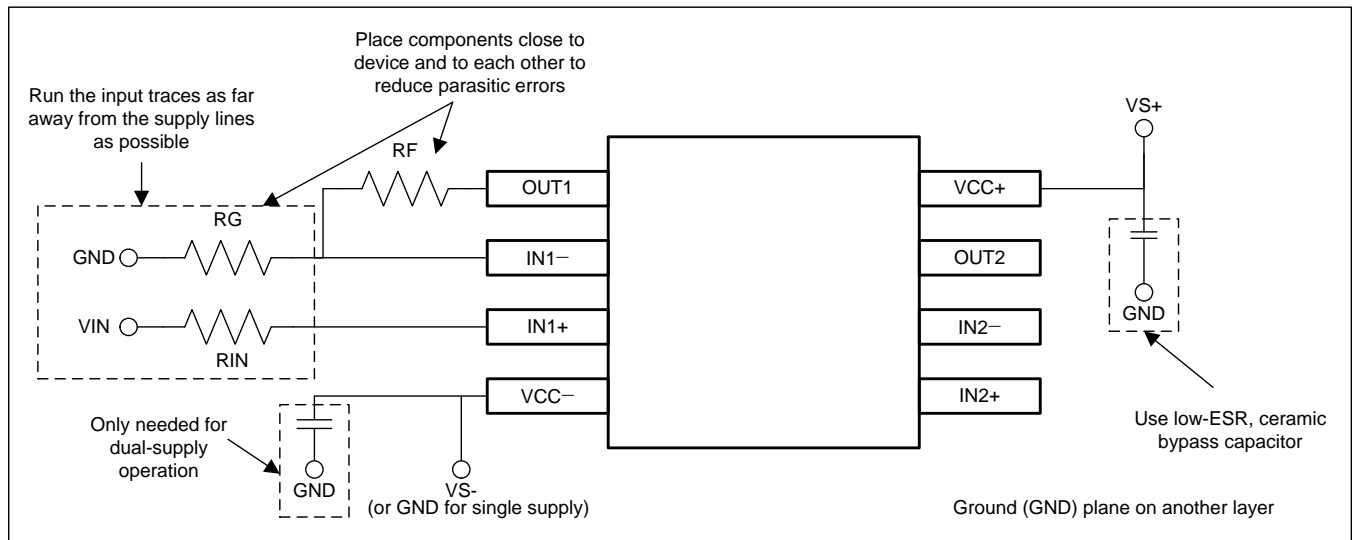 Place components close to
device and to each other to
reduce parasitic errors
Run the input traces as far
away from the supply lines
as possible
VS+
RF
OUT1
VCC+
RG
GND
IN1−
OUT2
GND
VIN
IN1+
IN2−
RIN
VCC−
IN2+
Only needed for
dual-supply
operation
Use low-ESR, ceramic
bypass capacitor
GND
VS-
(or GND for single supply)
Ground (GND) plane on another layer